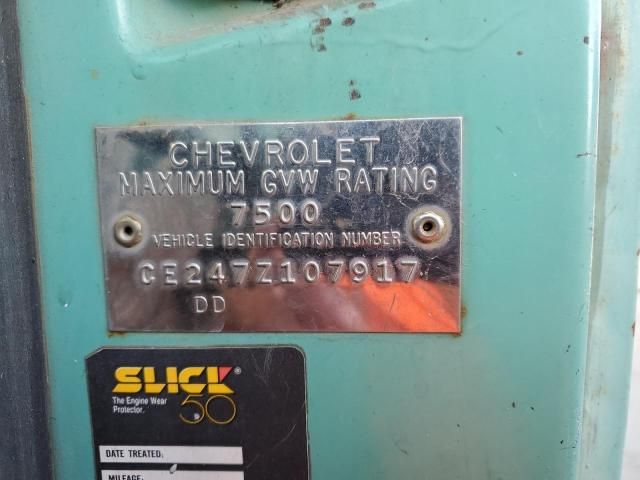 CHEVROLET
MAXIMUM GVW RATING
7500
VEHICLE IDENTIFICATION NUMBER
CE247Z107917
DD
SLICK®
50
The Engine Wear
Protector.
DATE TREATED:
MILEAGE: